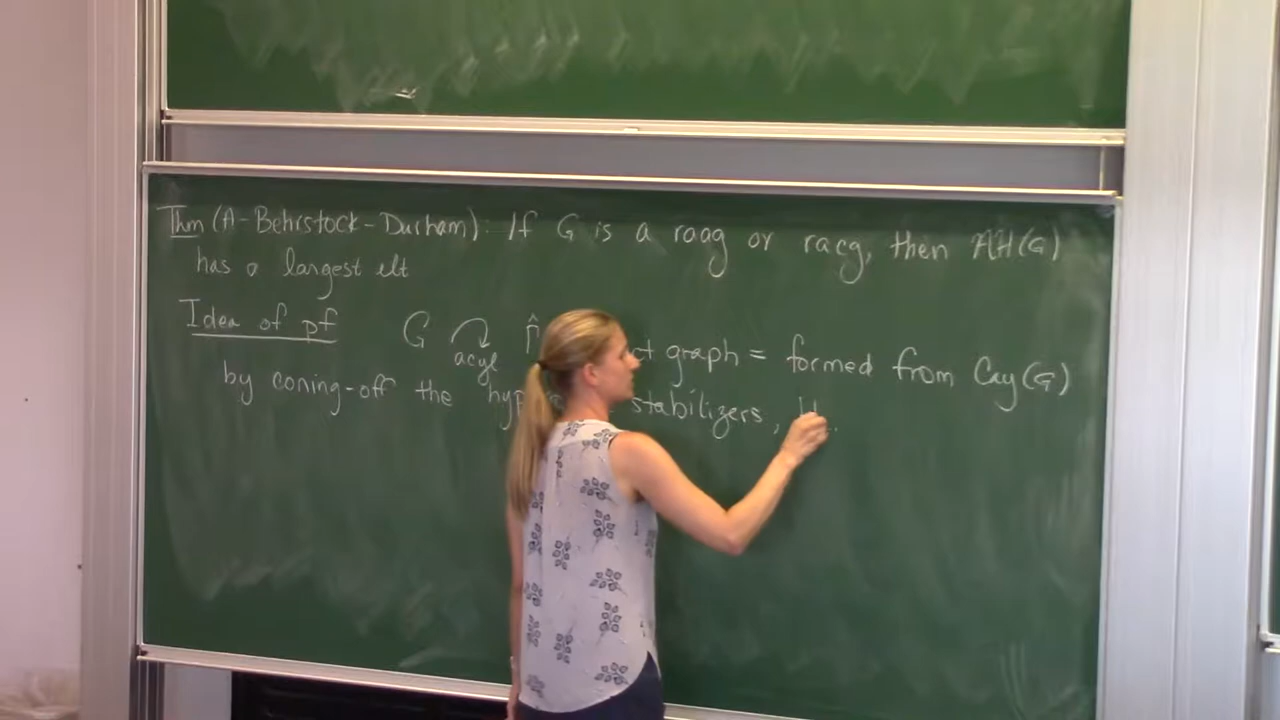 Thm (A-Behrstock-Durham): If G is a raag or racg, then AH(G)
has a largest elt
Idea of pf G acyl Γ̂ graph = formed from Cay(G)
by coning-off the stabilizers, H